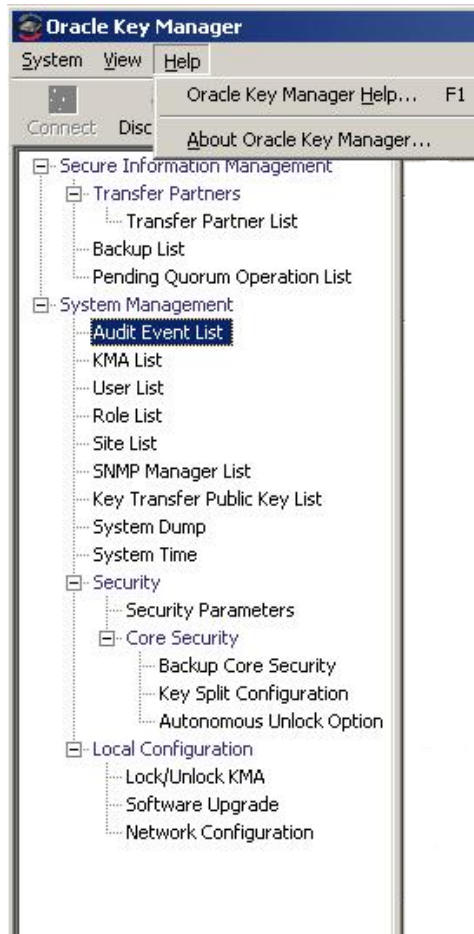 Oracle Key Manager
System View Help
Oracle Key Manager Help... F1
Connect Disc
About Oracle Key Manager...
Secure Information Management
Transfer Partners
Transfer Partner List
Backup List
Pending Quorum Operation List
System Management
Audit Event List
KMA List
User List
Role List
Site List
SNMP Manager List
Key Transfer Public Key List
System Dump
System Time
Security
Security Parameters
Core Security
Backup Core Security
Key Split Configuration
Autonomous Unlock Option
Local Configuration
Lock/Unlock KMA
Software Upgrade
Network Configuration